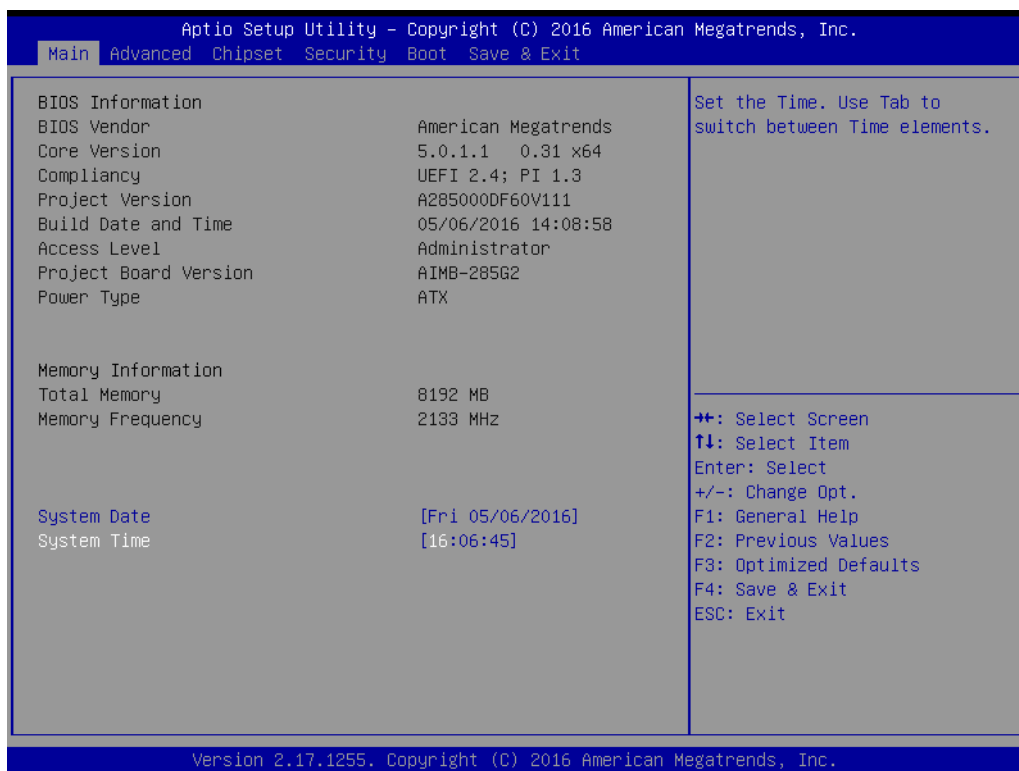 Aptio Setup Utility – Copyright (C) 2016 American Megatrends, Inc.
Main Advanced Chipset Security Boot Save & Exit
BIOS Information
BIOS Vendor American Megatrends
Core Version 5.0.1.1 0.31 x64
Compliancy UEFI 2.4; PI 1.3
Project Version A285000DF60V111
Build Date and Time 05/06/2016 14:08:58
Access Level Administrator
Project Board Version AIMB-285G2
Power Type ATX
Memory Information
Total Memory 8192 MB
Memory Frequency 2133 MHz
System Date [Fri 05/06/2016]
System Time [16:06:45]
Set the Time. Use Tab to
switch between Time elements.
→←: Select Screen
↑↓: Select Item
Enter: Select
+/-: Change Opt.
F1: General Help
F2: Previous Values
F3: Optimized Defaults
F4: Save & Exit
ESC: Exit
Version 2.17.1255. Copyright (C) 2016 American Megatrends, Inc.